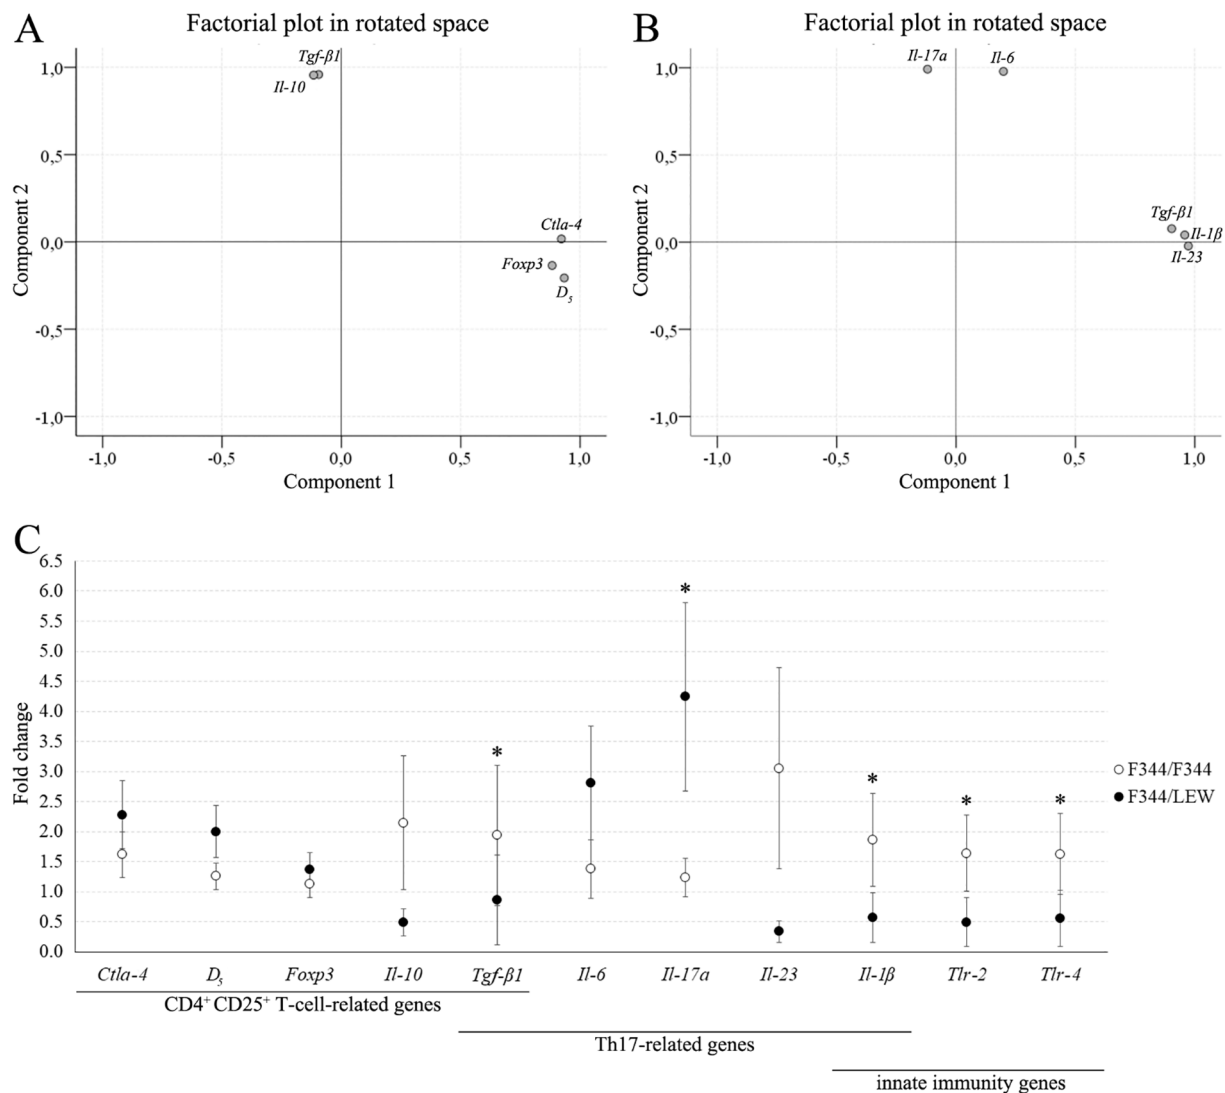 A
Factorial plot in rotated space
Component 2
1,0
0,5
0,0
-0,5
-1,0
Tgf-β1
Il-10
Ctla-4
Foxp3
D5
-1,0 -0,5 0,0 0,5 1,0
Component 1
B
Factorial plot in rotated space
Component 2
1,0
0,5
0,0
-0,5
-1,0
Il-17a Il-6
Tgf-β1
Il-1β
Il-23
-1,0 -0,5 0,0 0,5 1,0
Component 1
C
Fold change
6.5
6.0
5.5
5.0
4.5
4.0
3.5
3.0
2.5
2.0
1.5
1.0
0.5
0.0
* * * * *
F344/F344
F344/LEW
Ctla-4 D5 Foxp3 Il-10 Tgf-β1 Il-6 Il-17a Il-23 Il-1β Tlr-2 Tlr-4
CD4+ CD25+ T-cell-related genes
Th17-related genes
innate immunity genes